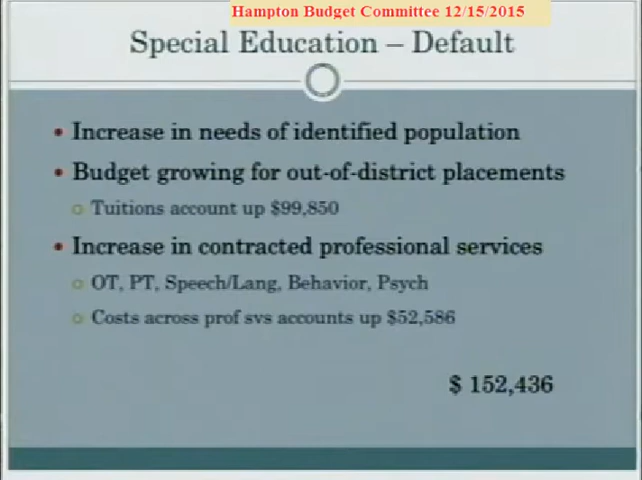 Hampton Budget Committee 12/15/2015
Special Education – Default
• Increase in needs of identified population
• Budget growing for out-of-district placements
○ Tuitions account up $99,850
• Increase in contracted professional services
○ OT, PT, Speech/Lang, Behavior, Psych
○ Costs across prof svs accounts up $52,586
$ 152,436